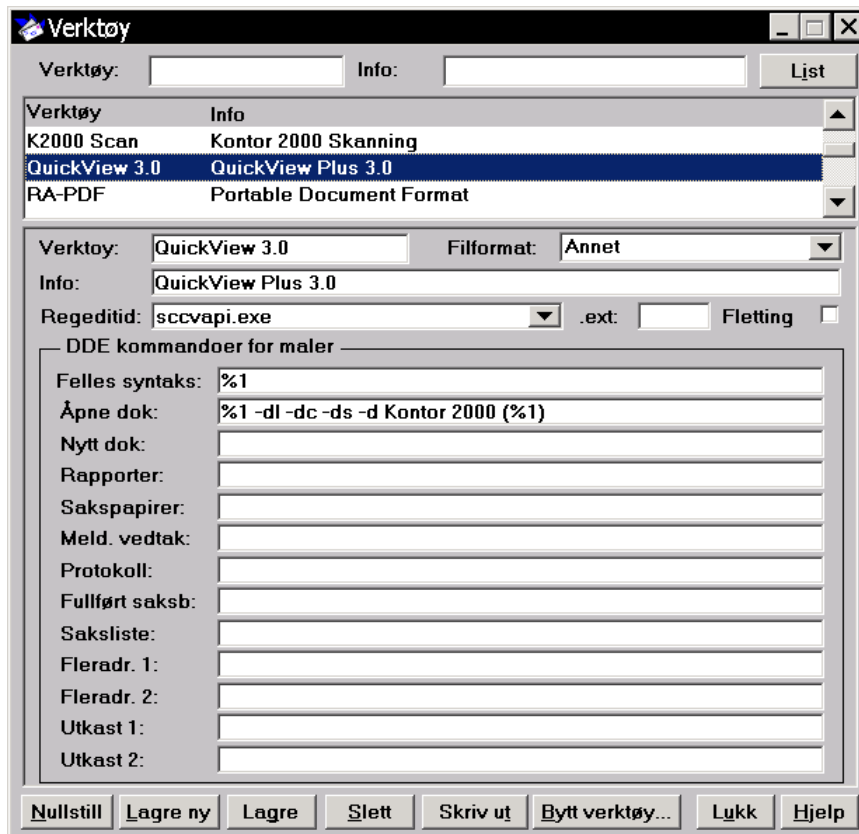 Verktøy
Verktøy: Info: List
Verktøy Info
K2000 Scan Kontor 2000 Skanning
QuickView 3.0 QuickView Plus 3.0
RA-PDF Portable Document Format
Verktoy: QuickView 3.0 Filformat: Annet
Info: QuickView Plus 3.0
Regeditid: sccvapi.exe .ext: Fletting
DDE kommandoer for maler
Felles syntaks: %1
Åpne dok: %1 -dl -dc -ds -d Kontor 2000 (%1)
Nytt dok:
Rapporter:
Sakspapirer:
Meld. vedtak:
Protokoll:
Fullført saksb:
Saksliste:
Fleradr. 1:
Fleradr. 2:
Utkast 1:
Utkast 2:
Nullstill Lagre ny Lagre Slett Skriv ut Bytt verktøy... Lukk Hjelp